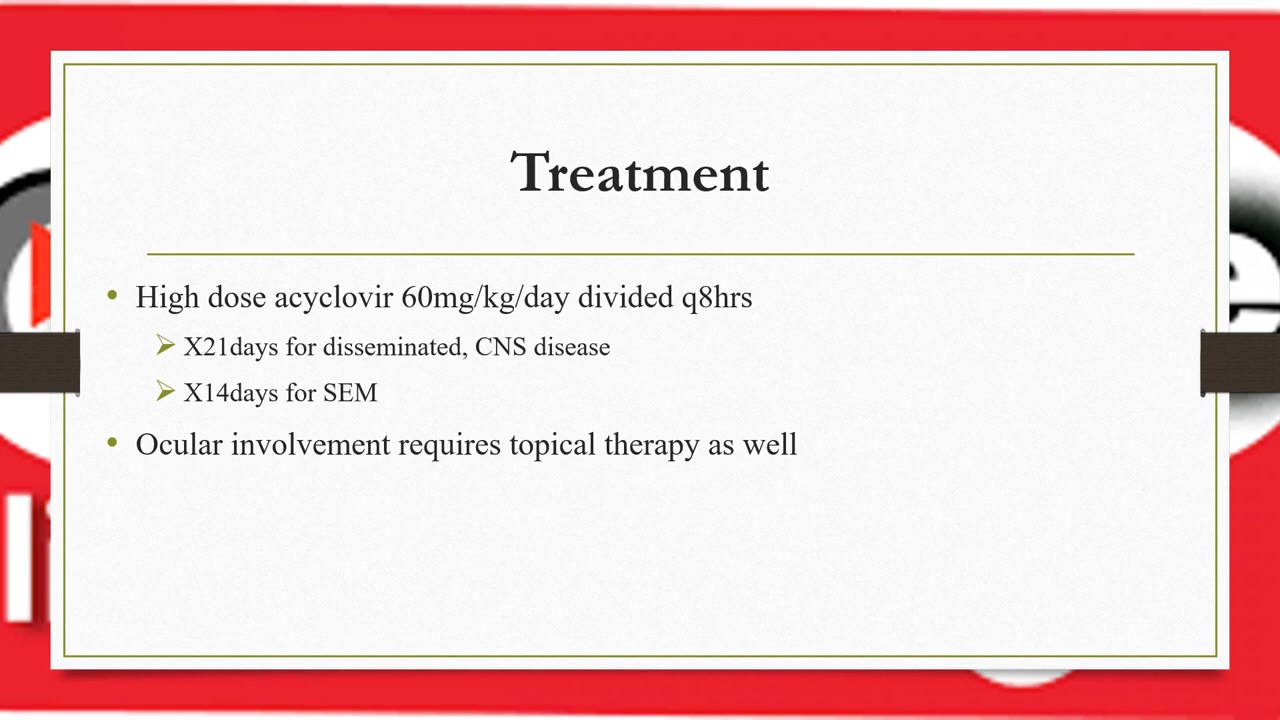 Treatment
• High dose acyclovir 60mg/kg/day divided q8hrs
➢ X21days for disseminated, CNS disease
➢ X14days for SEM
• Ocular involvement requires topical therapy as well